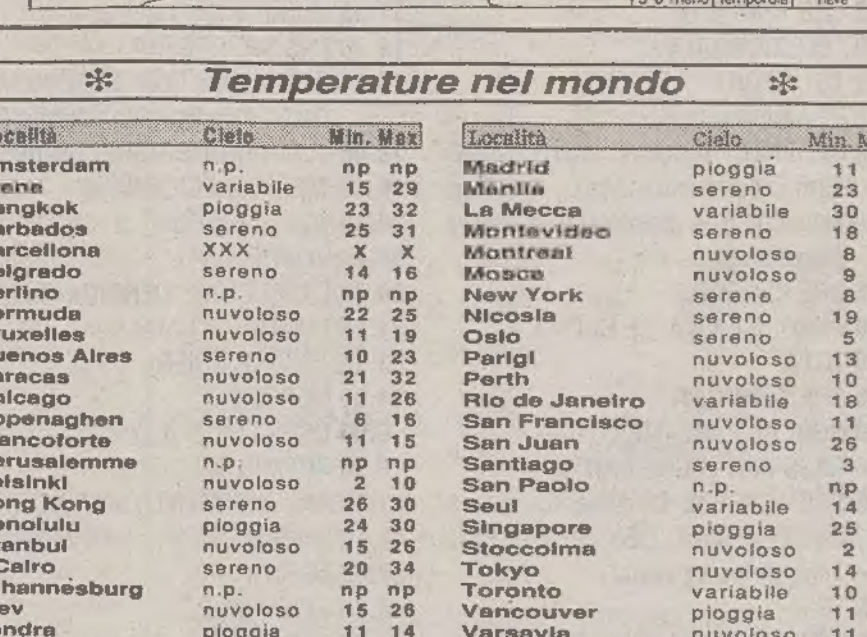 ✻ Temperature nel mondo ✻
ocalità Cielo Min. Max
msterdam n.p. np np
tene variabile 15 29
angkok pioggia 23 32
arbados sereno 25 31
arcellona XXX X X
elgrado sereno 14 16
erlino n.p. np np
ermuda nuvoloso 22 25
ruxelles nuvoloso 11 19
uenos Aires sereno 10 23
aracas nuvoloso 21 32
hicago nuvoloso 11 26
openaghen sereno 6 16
rancoforte nuvoloso 11 15
erusalemme n.p. np np
elsinki nuvoloso 2 10
ong Kong sereno 26 30
onolulu pioggia 24 30
tanbul nuvoloso 15 26
Cairo sereno 20 34
hannesburg n.p. np np
ev nuvoloso 15 26
ondra pioggia 11 14
Località Cielo Min. M
Madrid pioggia 11
Manila sereno 23
La Mecca variabile 30
Montevideo sereno 18
Montreal nuvoloso 8
Mosca nuvoloso 9
New York sereno 8
Nicosia sereno 19
Oslo sereno 5
Parigi nuvoloso 13
Perth nuvoloso 10
Rio de Janeiro variabile 18
San Francisco nuvoloso 11
San Juan nuvoloso 26
Santiago sereno 3
San Paolo n.p. np
Seul variabile 14
Singapore pioggia 25
Stoccolma nuvoloso 2
Tokyo nuvoloso 14
Toronto variabile 10
Vancouver pioggia 11
Varsavia nuvoloso 11